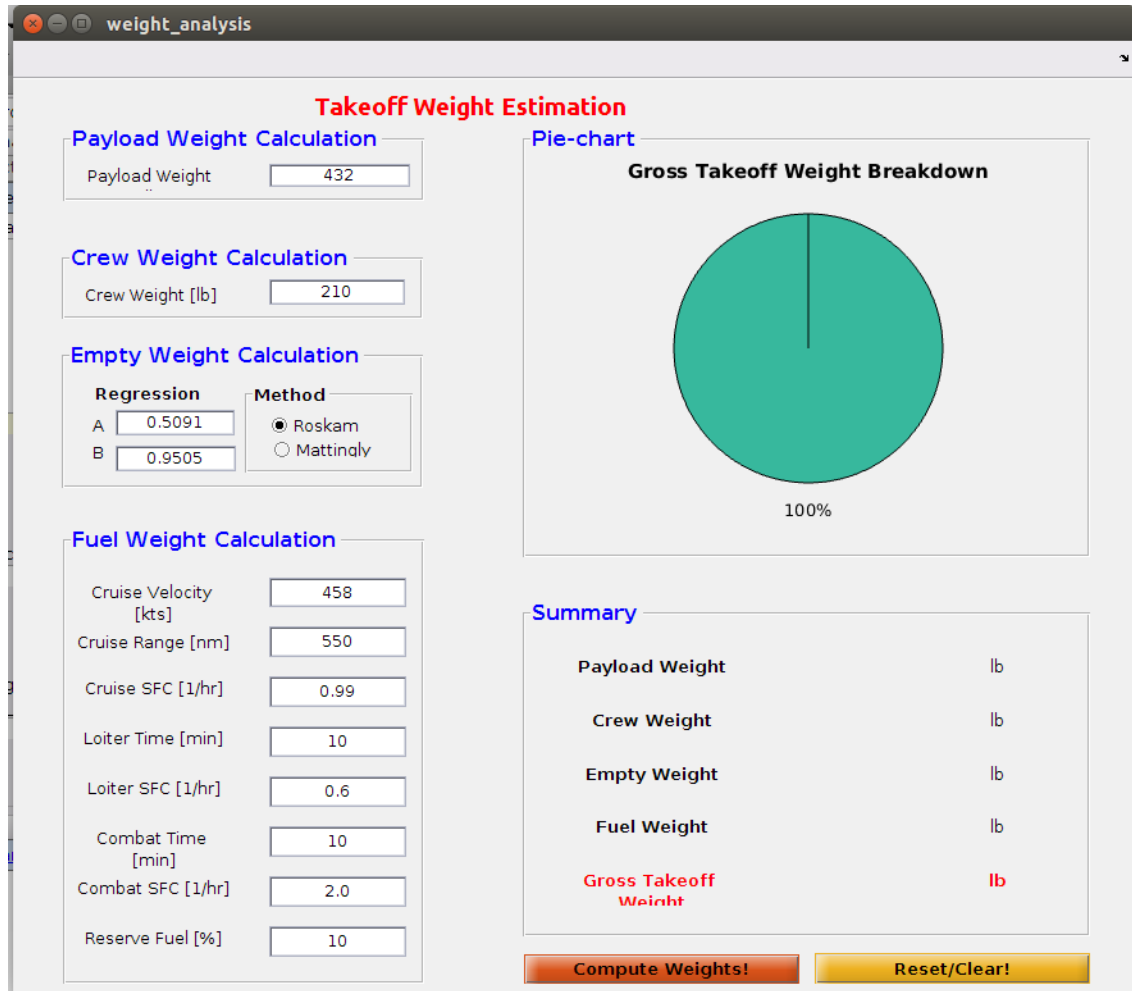 weight_analysis
Takeoff Weight Estimation
Payload Weight Calculation
Payload Weight
432
Crew Weight Calculation
Crew Weight [lb]
210
Empty Weight Calculation
Regression
A
0.5091
B
0.9505
Method
Roskam
Mattingly
Fuel Weight Calculation
Cruise Velocity
[kts]
458
Cruise Range [nm]
550
Cruise SFC [1/hr]
0.99
Loiter Time [min]
10
Loiter SFC [1/hr]
0.6
Combat Time
[min]
10
Combat SFC [1/hr]
2.0
Reserve Fuel [%]
10
Pie-chart
Gross Takeoff Weight Breakdown
100%
Summary
Payload Weight
lb
Crew Weight
lb
Empty Weight
lb
Fuel Weight
lb
Gross Takeoff
Weight
lb
Compute Weights!
Reset/Clear!